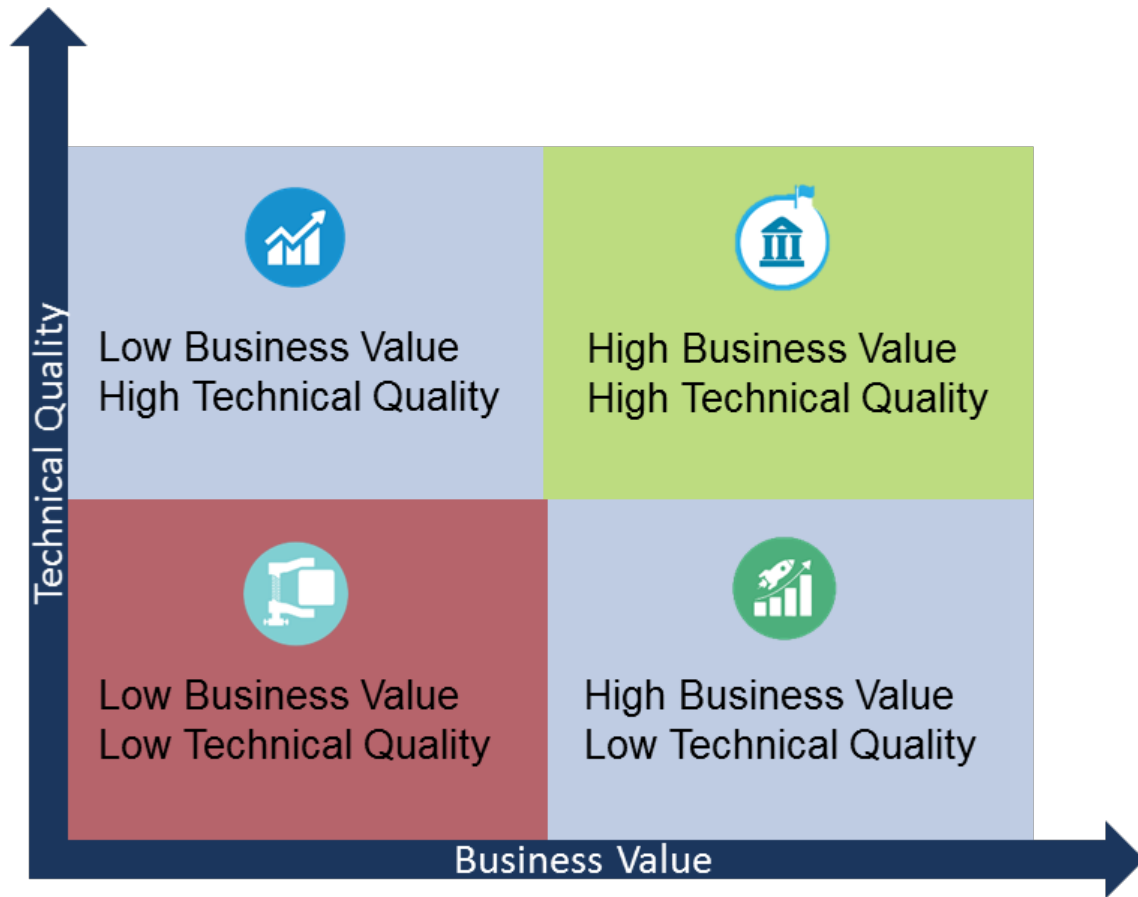 Technical Quality
Low Business Value
High Technical Quality
High Business Value
High Technical Quality
Low Business Value
Low Technical Quality
High Business Value
Low Technical Quality
Business Value